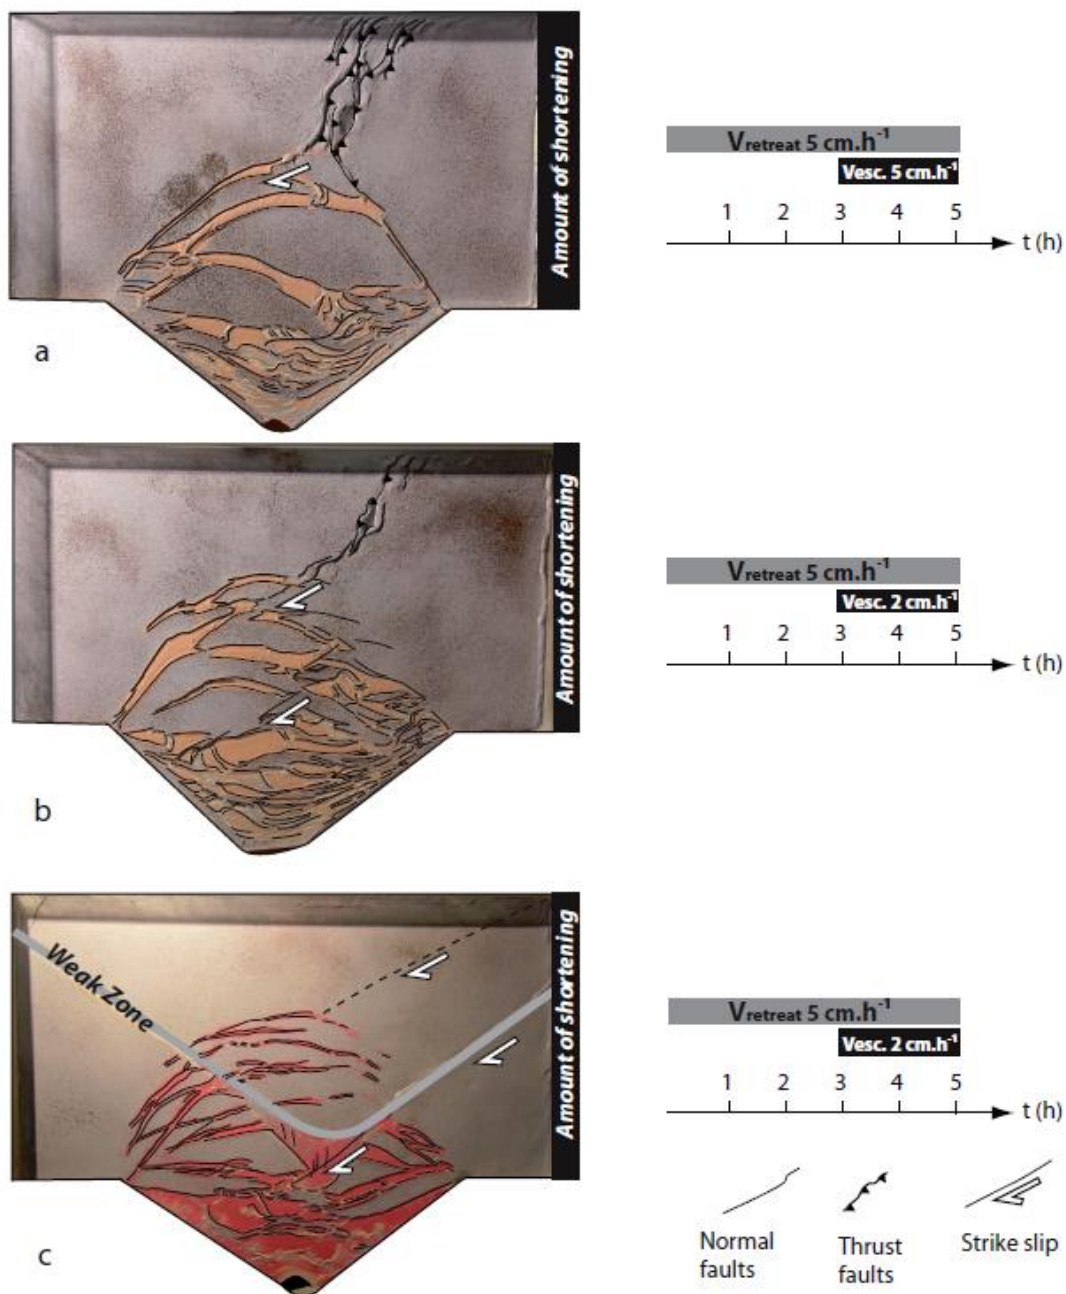 Amount of shortening
Vretreat 5 cm.h-1
Vesc. 5 cm.h-1
1 2 3 4 5
t (h)
a
Amount of shortening
Vretreat 5 cm.h-1
Vesc. 2 cm.h-1
1 2 3 4 5
t (h)
b
Weak Zone
Amount of shortening
Vretreat 5 cm.h-1
Vesc. 2 cm.h-1
1 2 3 4 5
t (h)
c
Normal
faults
Thrust
faults
Strike slip